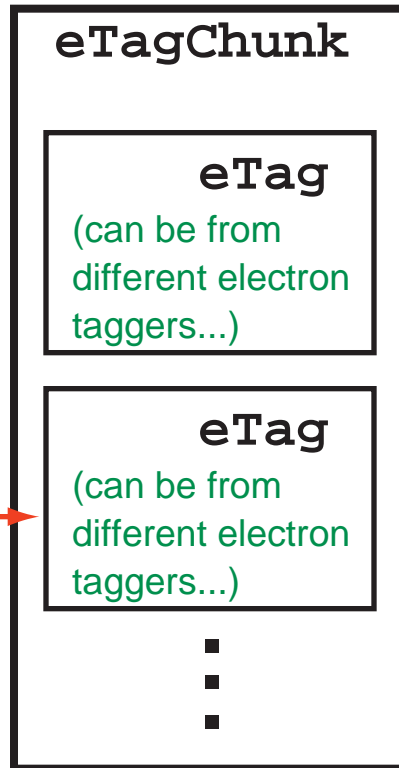 eTagChunk
eTag
(can be from
different electron
taggers...)
eTag
(can be from
different electron
taggers...)